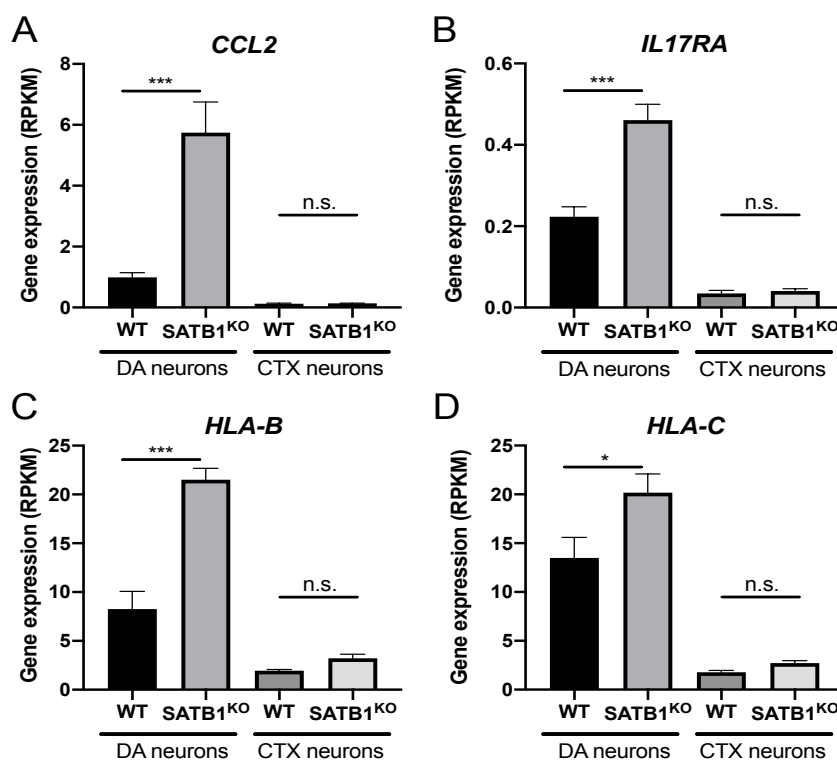 A
CCL2
Gene expression (RPKM)
8
6
4
2
0
***
n.s.
WT SATB1KO WT SATB1KO
DA neurons CTX neurons
B
IL17RA
Gene expression (RPKM)
0.6
0.4
0.2
0.0
***
n.s.
WT SATB1KO WT SATB1KO
DA neurons CTX neurons
C
HLA-B
Gene expression (RPKM)
25
20
15
10
5
0
***
n.s.
WT SATB1KO WT SATB1KO
DA neurons CTX neurons
D
HLA-C
Gene expression (RPKM)
25
20
15
10
5
0
*
n.s.
WT SATB1KO WT SATB1KO
DA neurons CTX neurons